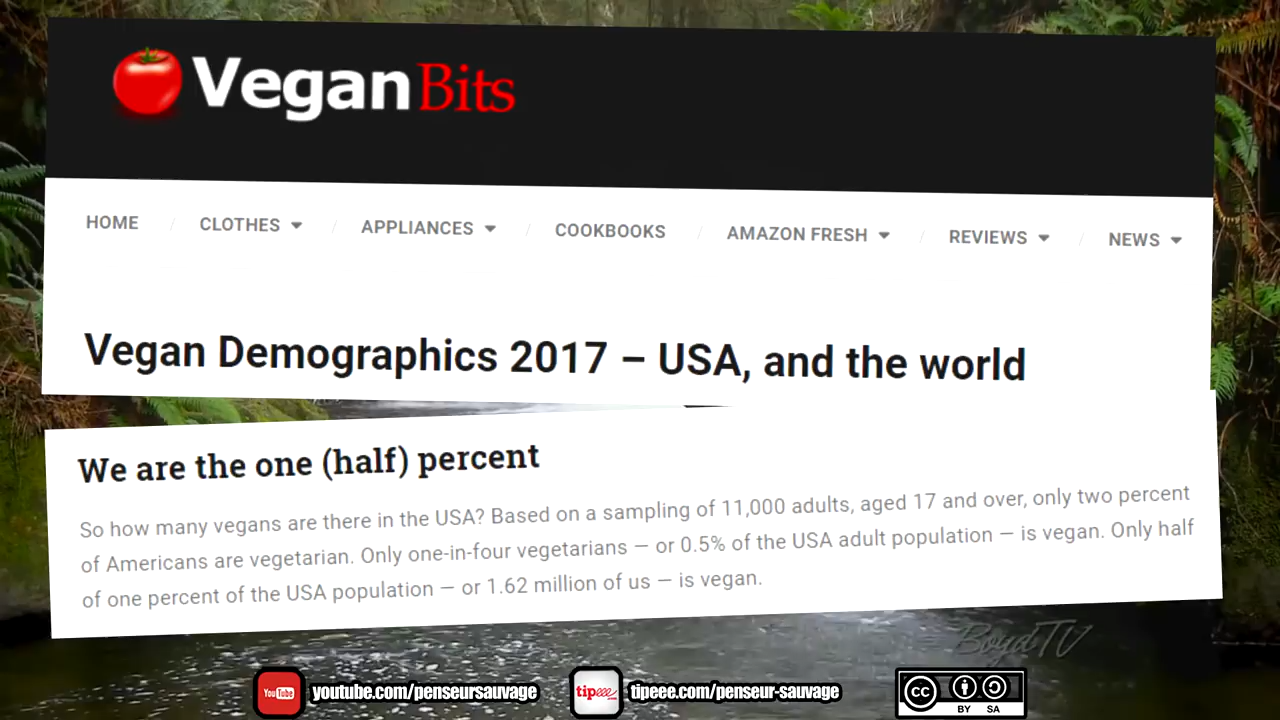 VeganBits
HOME / CLOTHES / APPLIANCES / COOKBOOKS / AMAZON FRESH / REVIEWS / NEWS
Vegan Demographics 2017 – USA, and the world
We are the one (half) percent
So how many vegans are there in the USA? Based on a sampling of 11,000 adults, aged 17 and over, only two percent
of Americans are vegetarian. Only one-in-four vegetarians — or 0.5% of the USA adult population — is vegan. Only half
of one percent of the USA population — or 1.62 million of us — is vegan.
BoydTV
You Tube youtube.com/penseursauvage tipeee tipeee.com/penseur-sauvage cc BY SA